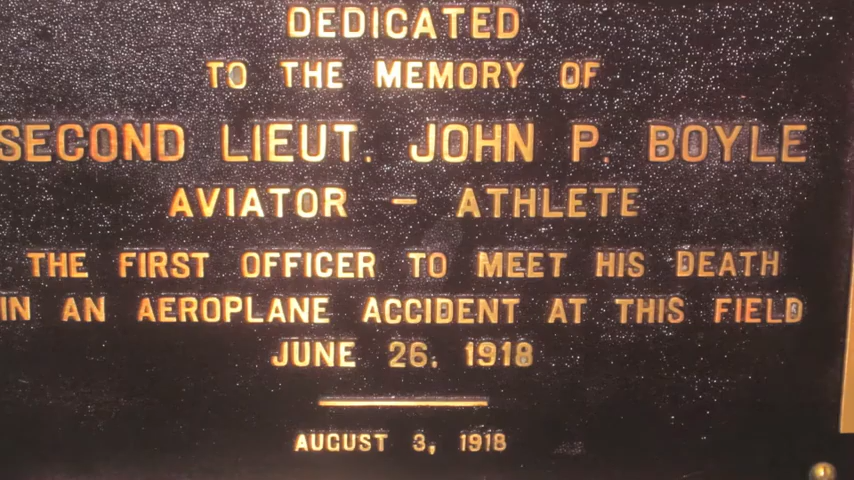 DEDICATED
TO THE MEMORY OF
SECOND LIEUT. JOHN P. BOYLE
AVIATOR - ATHLETE
THE FIRST OFFICER TO MEET HIS DEATH
IN AN AEROPLANE ACCIDENT AT THIS FIELD
JUNE 26, 1918
AUGUST 3, 1918